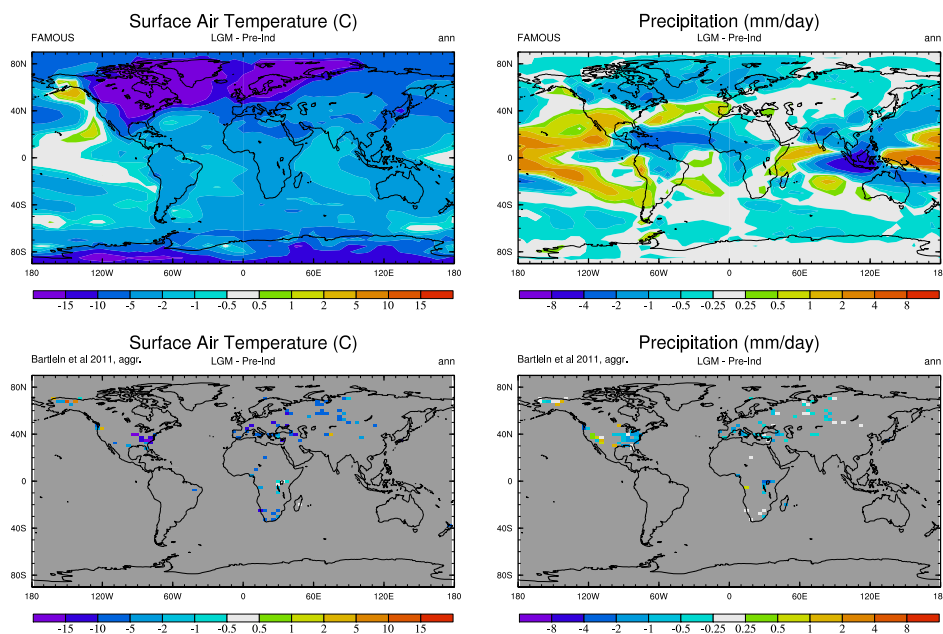 Surface Air Temperature (C)
FAMOUS LGM - Pre-Ind ann
80N
40N
0
40S
80S
180 120W 60W 0 60E 120E 180
-15 -10 -5 -2 -1 -0.5 0.5 1 2 5 10 15
Precipitation (mm/day)
FAMOUS LGM - Pre-Ind ann
80N
40N
0
40S
80S
180 120W 60W 0 60E 120E 180
-8 -4 -2 -1 -0.5 -0.25 0.25 0.5 1 2 4 8
Surface Air Temperature (C)
Bartlein et al 2011, aggr. LGM - Pre-Ind ann
80N
40N
0
40S
80S
180 120W 60W 0 60E 120E 180
-15 -10 -5 -2 -1 -0.5 0.5 1 2 5 10 15
Precipitation (mm/day)
Bartlein et al 2011, aggr. LGM - Pre-Ind ann
80N
40N
0
40S
80S
180 120W 60W 0 60E 120E 180
-8 -4 -2 -1 -0.5 -0.25 0.25 0.5 1 2 4 8